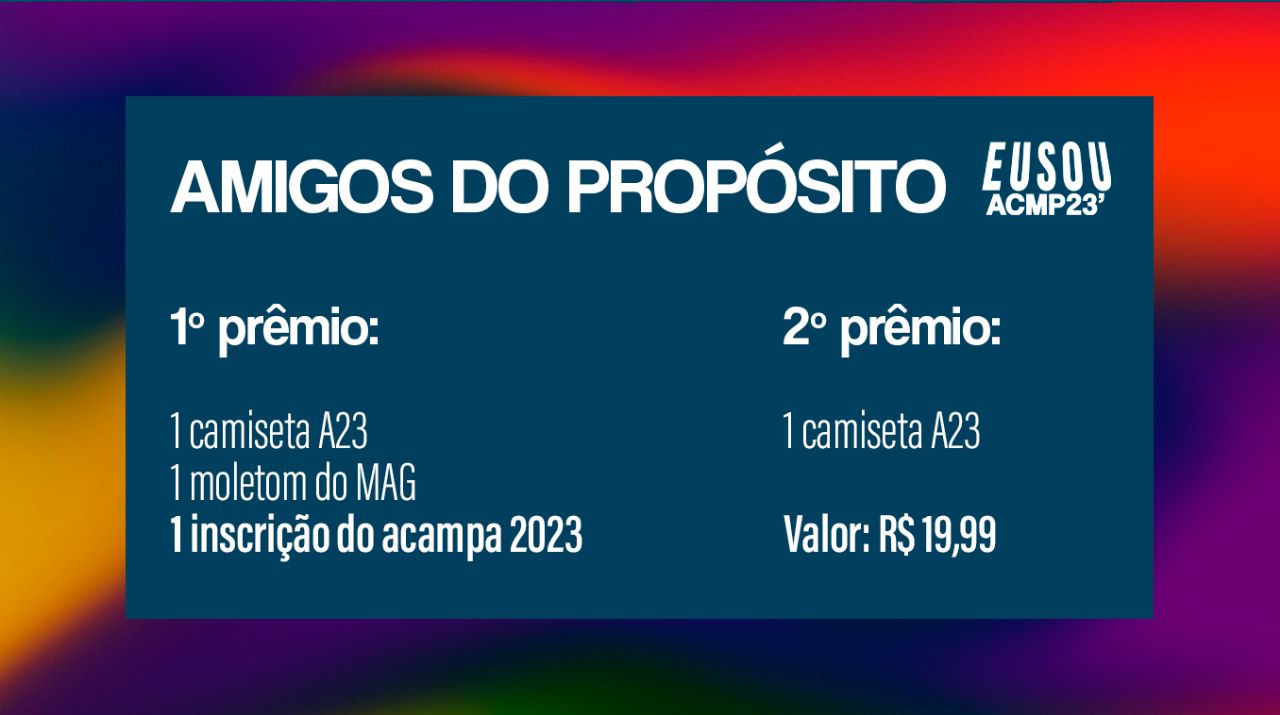 AMIGOS DO PROPÓSITO
EUSOU
ACMP23’
1º prêmio:
1 camiseta A23
1 moletom do MAG
1 inscrição do acampa 2023
2º prêmio:
1 camiseta A23
Valor: R$ 19,99